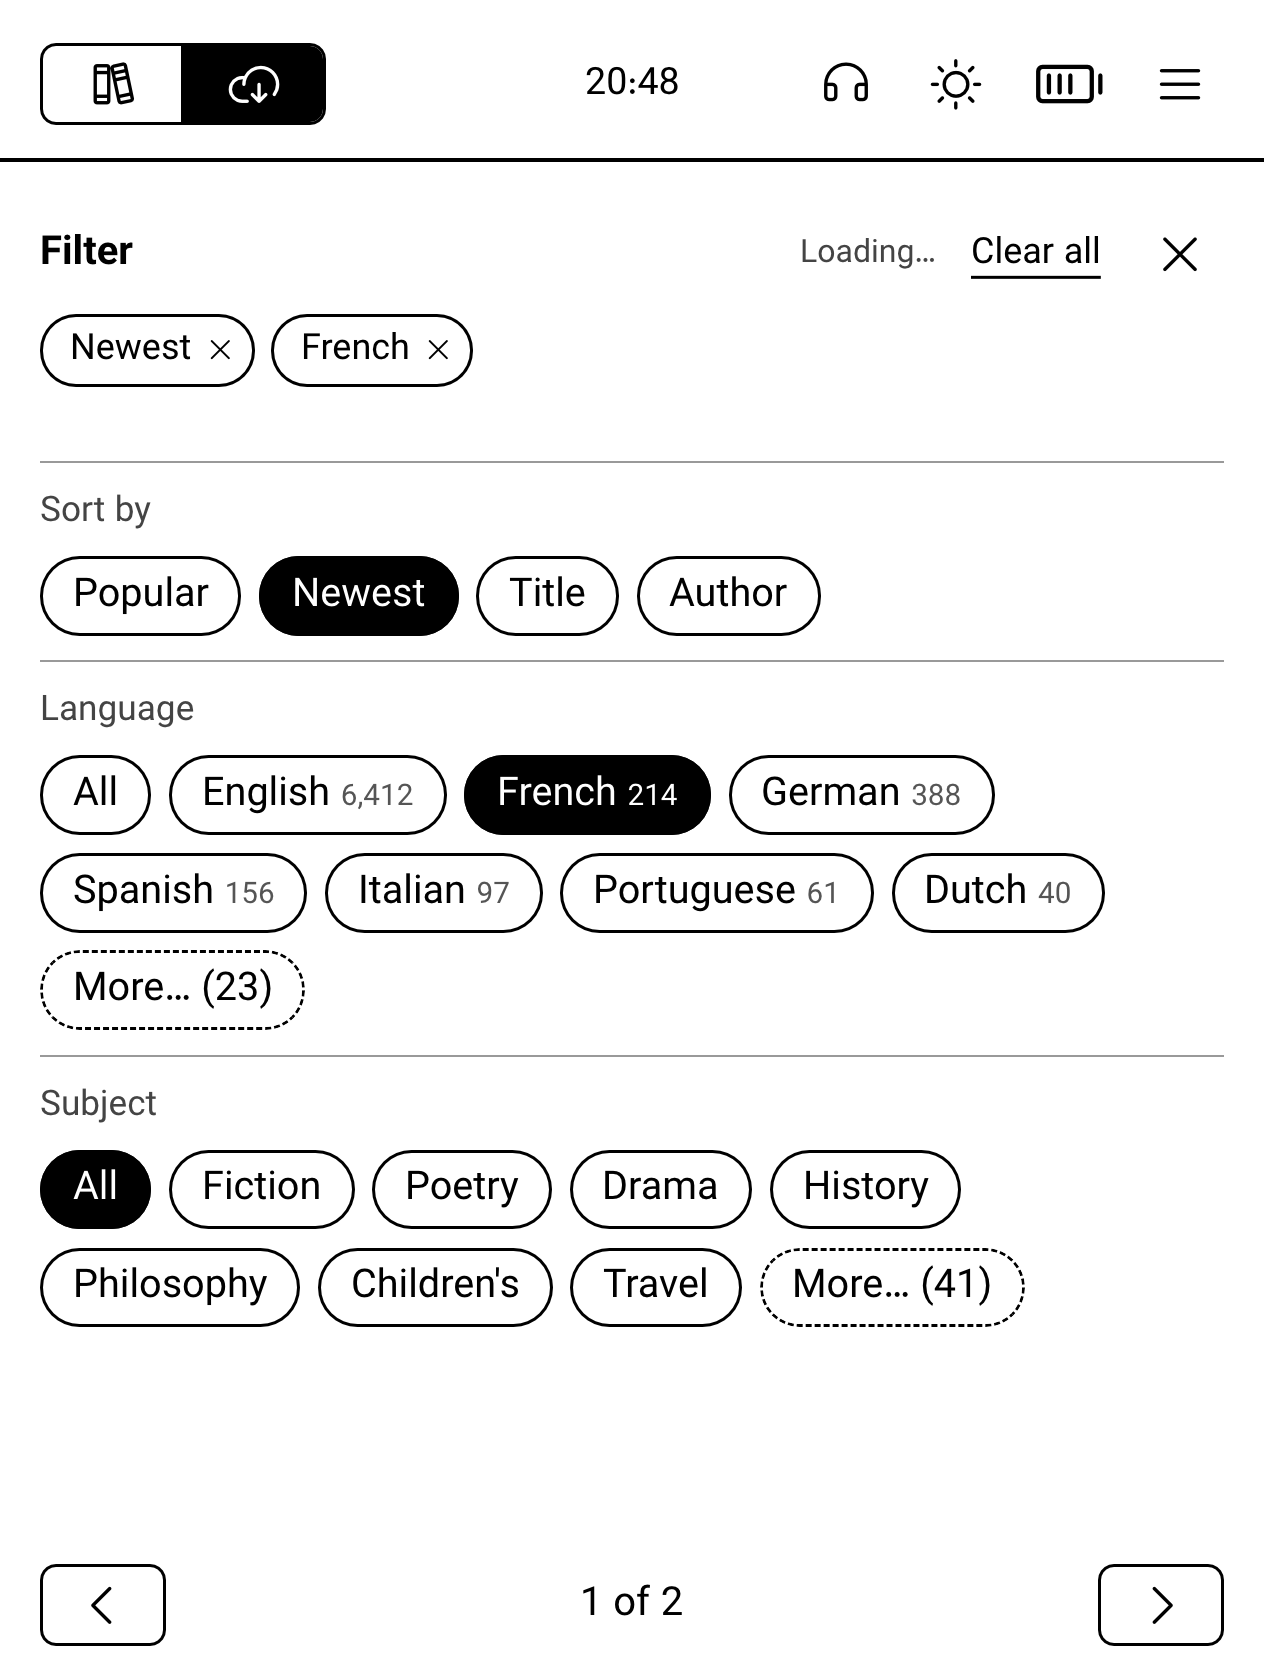 20:48
Filter Loading... Clear all
Newest French
Sort by
Popular Newest Title Author
Language
All English 6,412 French 214 German 388
Spanish 156 Italian 97 Portuguese 61 Dutch 40
More... (23)
Subject
All Fiction Poetry Drama History
Philosophy Children's Travel More... (41)
1 of 2